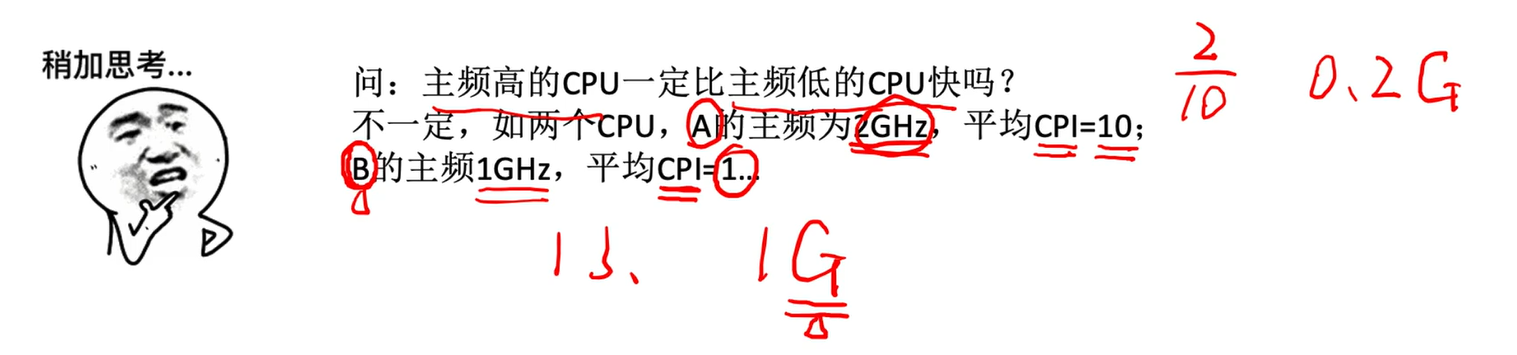 稍加思考...
问：主频高的CPU一定比主频低的CPU快吗？
不一定，如两个CPU，A的主频为2GHz，平均CPI=10；
B的主频1GHz，平均CPI=1…
2
10
0.2G
1G